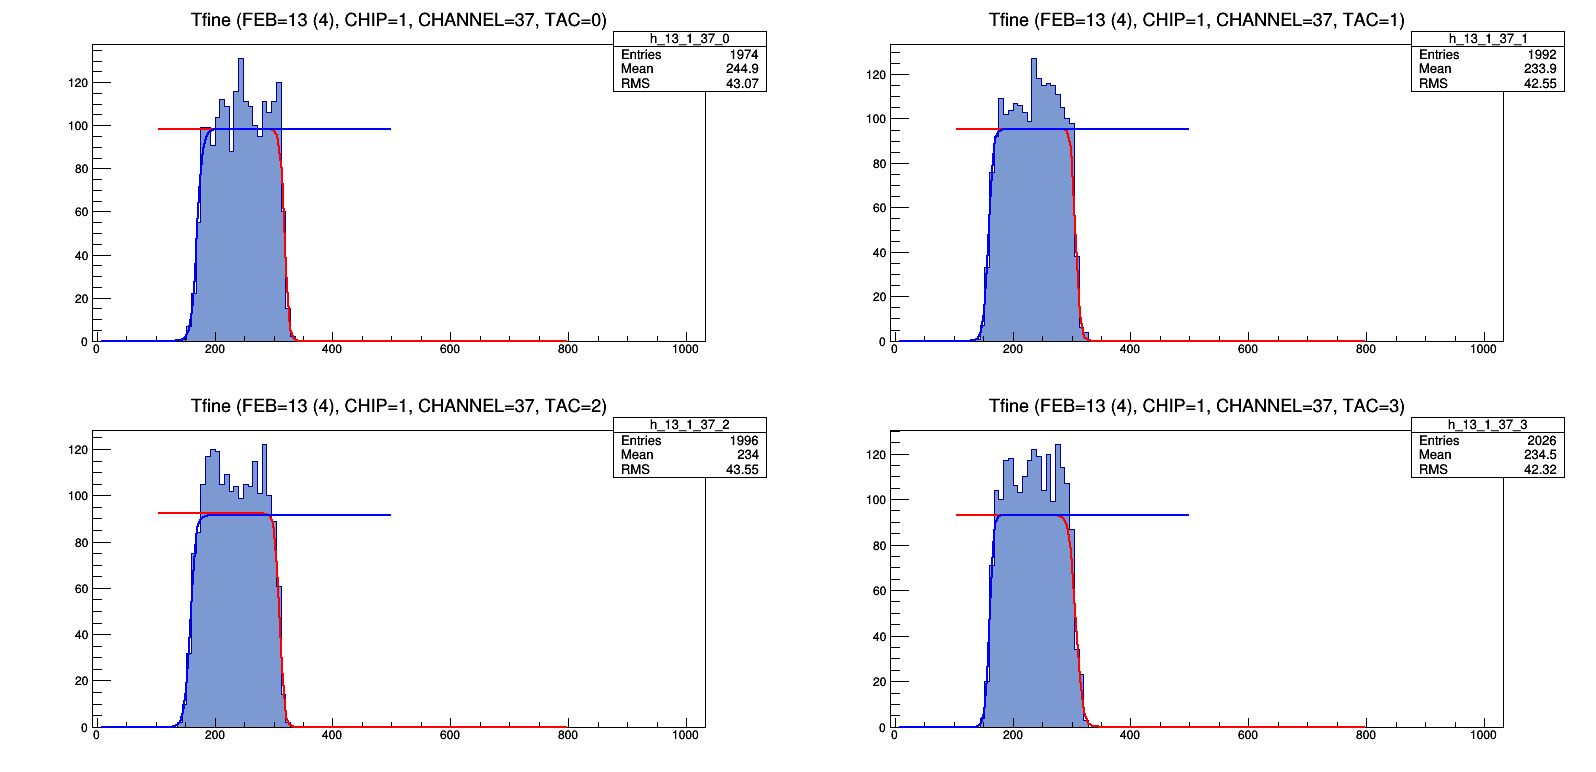 Tfine (FEB=13 (4), CHIP=1, CHANNEL=37, TAC=0)
h_13_1_37_0
Entries 1974
Mean 244.9
RMS 43.07
120
100
80
60
40
20
0
0 200 400 600 800 1000
Tfine (FEB=13 (4), CHIP=1, CHANNEL=37, TAC=1)
h_13_1_37_1
Entries 1992
Mean 233.9
RMS 42.55
120
100
80
60
40
20
0
0 200 400 600 800 1000
Tfine (FEB=13 (4), CHIP=1, CHANNEL=37, TAC=2)
h_13_1_37_2
Entries 1996
Mean 234
RMS 43.55
120
100
80
60
40
20
0
0 200 400 600 800 1000
Tfine (FEB=13 (4), CHIP=1, CHANNEL=37, TAC=3)
h_13_1_37_3
Entries 2026
Mean 234.5
RMS 42.32
120
100
80
60
40
20
0
0 200 400 600 800 1000